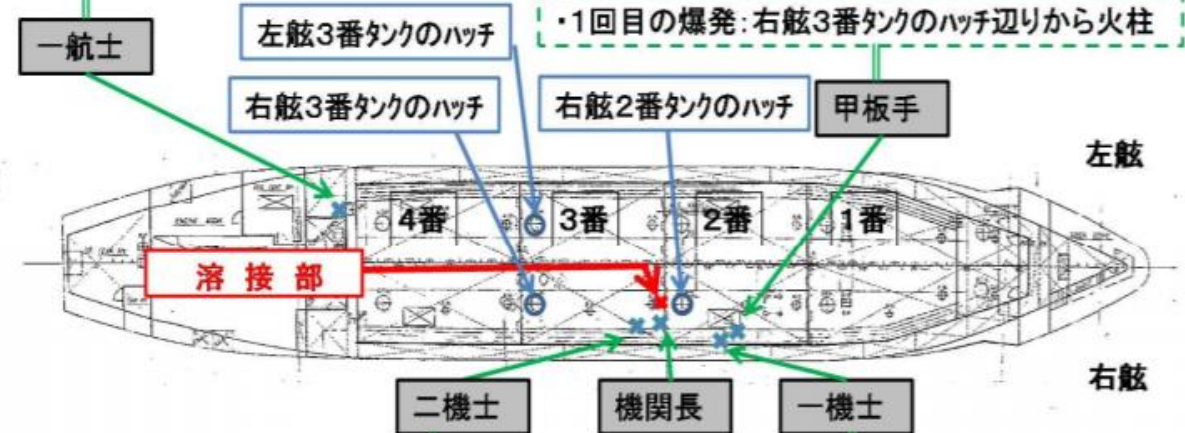 ・1回目の爆発:右舷3番タンクのハッチ辺りから火柱
左舷3番タンクのハッチ
一航士
右舷3番タンクのハッチ
右舷2番タンクのハッチ
甲板手
左舷
4番
3番
2番
1番
溶接部
右舷
二機士
機関長
一機士